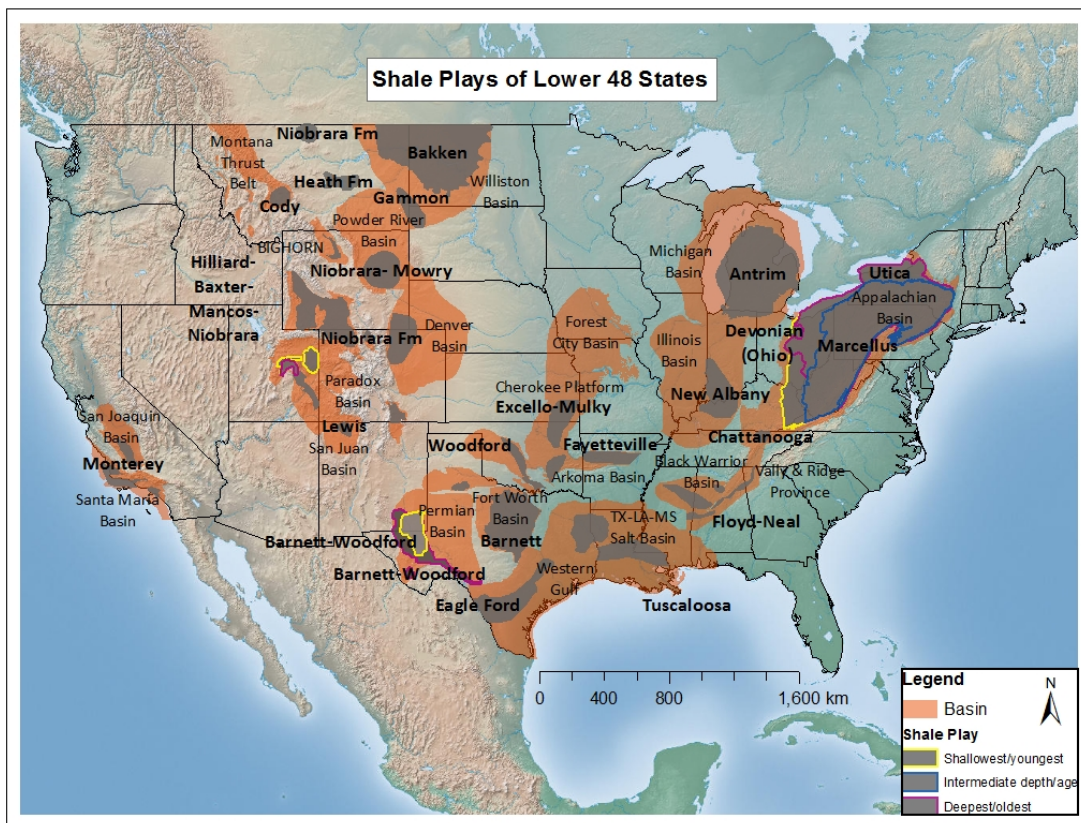 Shale Plays of Lower 48 States
Niobrara Fm
Montana
Thrust
Belt
Bakken
Heath Fm
Williston
Basin
Cody
Gammon
Powder River
Basin
BIGHORN
Hilliard-
Baxter-
Mancos-
Niobrara
Niobrara- Mowry
Niobrara Fm
Denver
Basin
Forest
City Basin
Michigan
Basin
Antrim
Utica
Appalachian
Basin
Devonian
(Ohio)
Marcellus
Illinois
Basin
New Albany
Paradox
Basin
Cherokee Platform
Excello-Mulky
San Joaquin
Basin
Lewis
San Juan
Basin
Woodford
Fayetteville
Chattanooga
Monterey
Santa Maria
Basin
Arkoma Basin
Black Warrior
Basin
Vally & Ridge
Province
Permian
Basin
Fort Worth
Basin
Barnett
TX-LA-MS
Salt Basin
Floyd-Neal
Barnett-Woodford
Barnett-Woodford
Western
Gulf
Eagle Ford
Tuscaloosa
0 400 800 1,600 km
Legend
N
Basin
Shale Play
Shallowest/youngest
Intermediate depth/age
Deepest/oldest